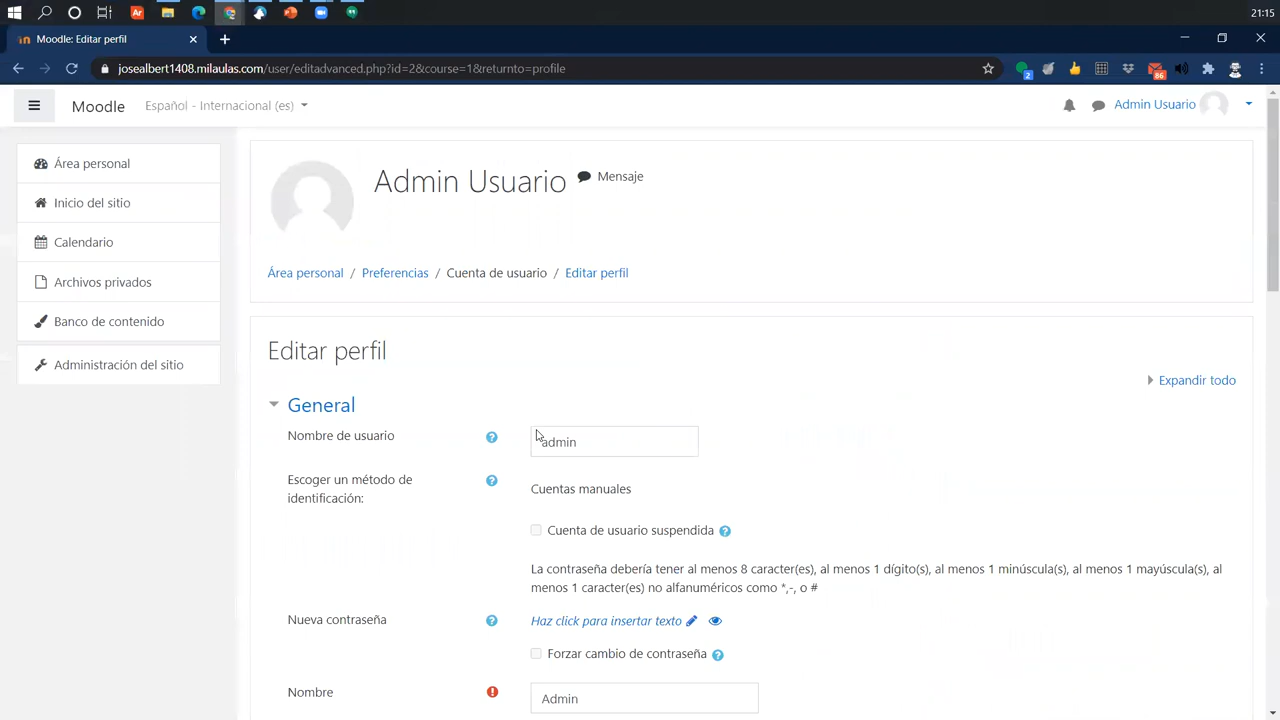 21:15
Moodle: Editar perfil
josealbert1408.milaulas.com/user/editadvanced.php?id=2&course=1&returnto=profile
2
86
Moodle
Español - Internacional (es)
Admin Usuario
Área personal
Inicio del sitio
Calendario
Archivos privados
Banco de contenido
Administración del sitio
Admin Usuario
Mensaje
Área personal / Preferencias / Cuenta de usuario / Editar perfil
Editar perfil
Expandir todo
General
Nombre de usuario
admin
Escoger un método de
identificación:
Cuentas manuales
Cuenta de usuario suspendida
La contraseña debería tener al menos 8 caracter(es), al menos 1 dígito(s), al menos 1 minúscula(s), al menos 1 mayúscula(s), al
menos 1 caracter(es) no alfanuméricos como *,-, o #
Nueva contraseña
Haz click para insertar texto
Forzar cambio de contraseña
Nombre
Admin